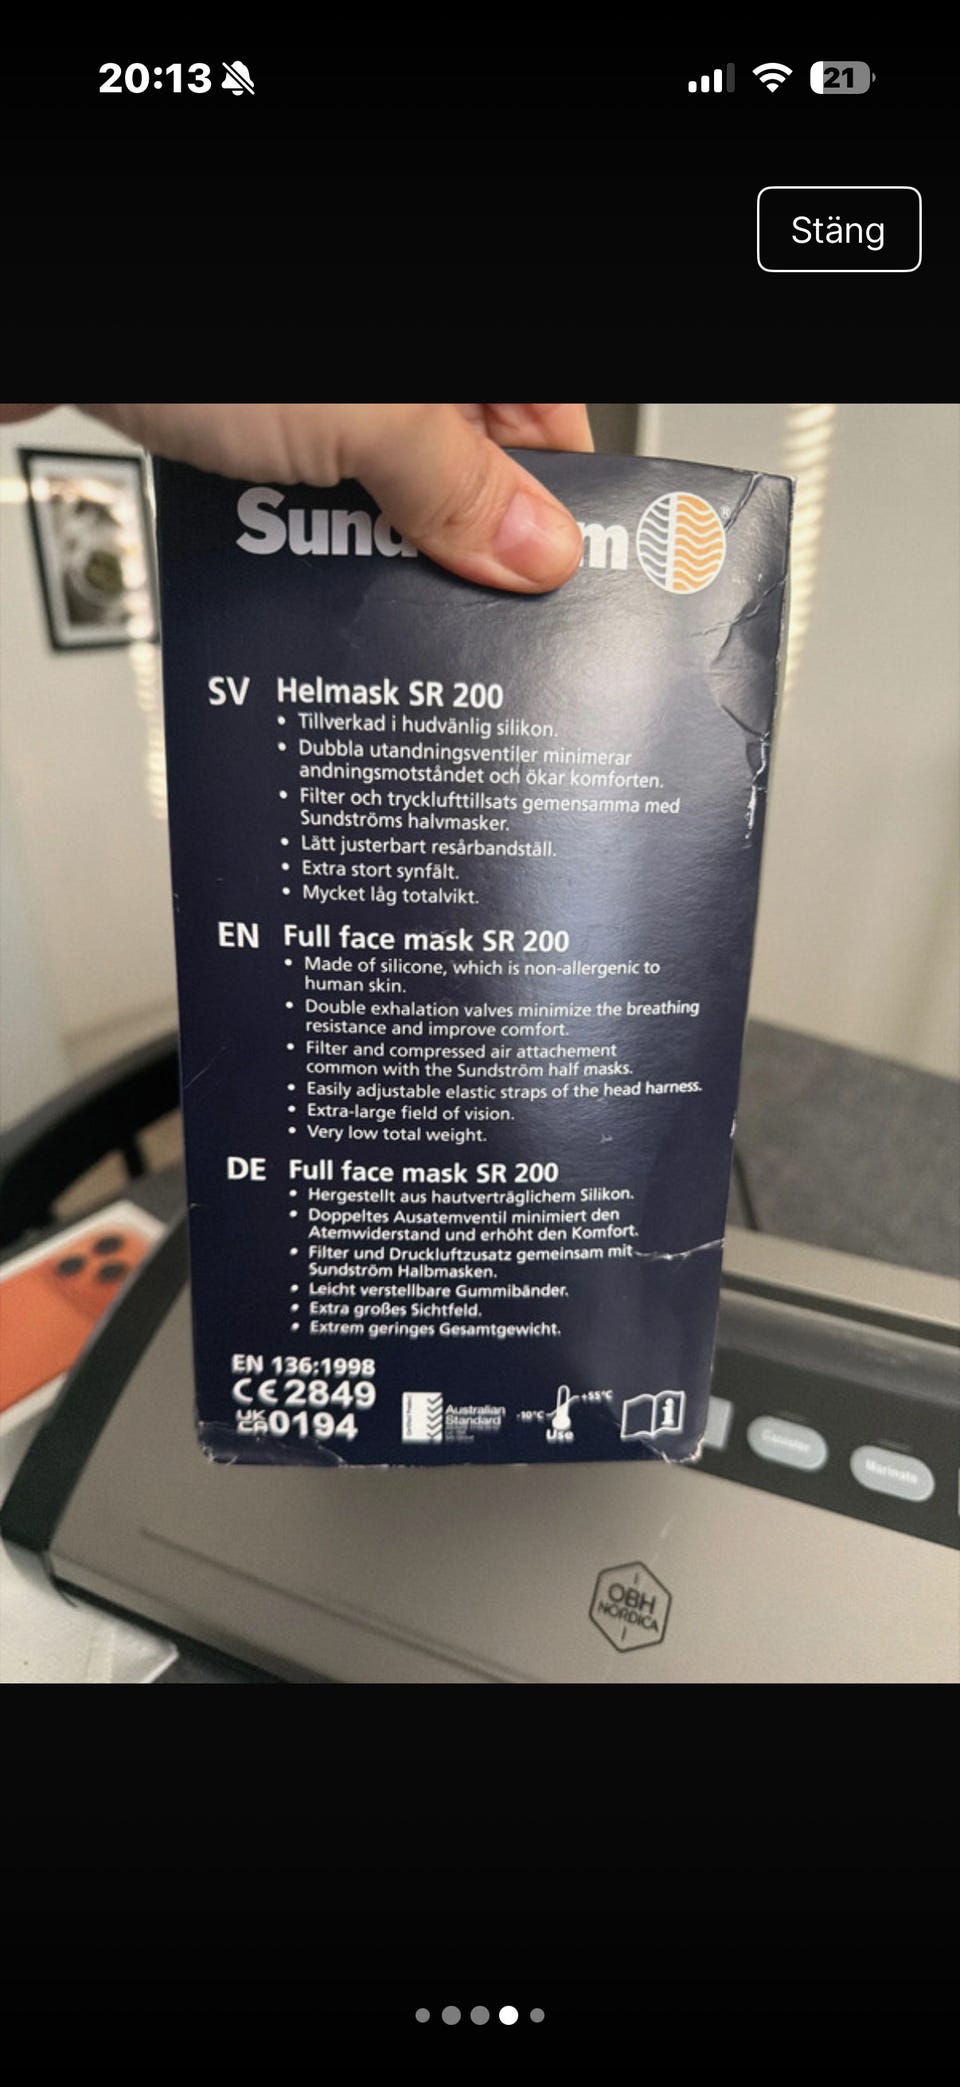 20:13
21
Stäng
SV Helmask SR 200
• Tillverkad i hudvänlig silikon.
• Dubbla utandningsventiler minimerar
andningsmotståndet och ökar komforten.
• Filter och trycklufttillsats gemensamma med
Sundströms halvmasker.
• Lätt justerbart resårbandställ.
• Extra stort synfält.
• Mycket låg totalvikt.
EN Full face mask SR 200
• Made of silicone, which is non-allergenic to
human skin.
• Double exhalation valves minimize the breathing
resistance and improve comfort.
• Filter and compressed air attachement
common with the Sundström half masks.
• Easily adjustable elastic straps of the head harness.
• Extra-large field of vision.
• Very low total weight.
DE Full face mask SR 200
• Hergestellt aus hautverträglichem Silikon.
• Doppeltes Ausatemventil minimiert den
Atemwiderstand und erhöht den Komfort.
• Filter und Druckluftzusatz gemeinsam mit
Sundström Halbmasken.
• Leicht verstellbare Gummibänder.
• Extra großes Sichtfeld.
• Extrem geringes Gesamtgewicht.
EN 136:1998
CE 2849
UKCA 0194
Australian
Standard
-10°C
+55°C
Use
i
Marinate
OBH
NORDICA